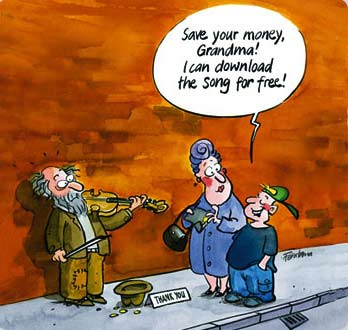 Save your money,
Grandma!
I can download
the song for free!
THANK YOU